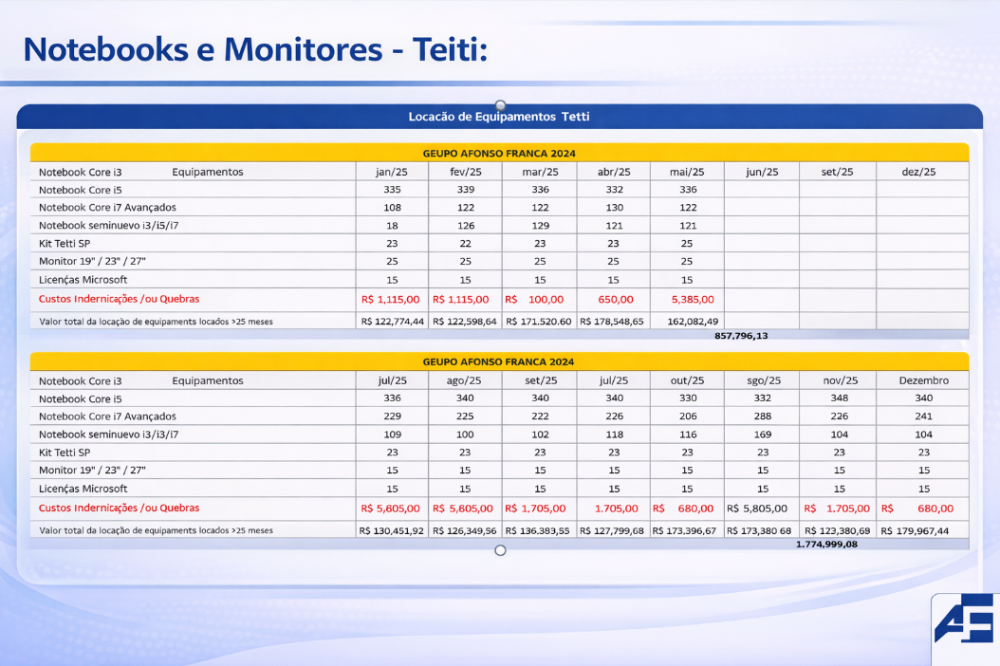 Notebooks e Monitores - Teiti:
Locacão de Equipamentos Tetti
GEUPO AFONSO FRANCA 2024
Notebook Core i3 Equipamentos jan/25 fev/25 mar/25 abr/25 mai/25 jun/25 set/25 dez/25
Notebook Core i5 335 339 336 332 336
Notebook Core i7 Avançados 108 122 122 130 122
Notebook seminuevo i3/i5/i7 18 126 129 121 121
Kit Telti SP 23 22 23 23 25
Monitor 19" / 23" / 27" 25 25 25 25 25
Licenças Microsoft 15 15 15 15 15
Custos Indernicações /ou Quebras R$ 1,115,00 R$ 1,115,00 R$ 100,00 650,00 5,385,00
Valor total da locação de equipaments locados >25 meses R$ 122,774,44 R$ 122,598,64 R$ 171.520.60 R$ 178,548,65 162,082,49
857,796,13
GEUPO AFONSO FRANCA 2024
Notebook Core i3 Equipamentos jul/25 ago/25 set/25 jul/25 out/25 sgo/25 nov/25 Dezembro
Notebook Core i5 336 340 340 340 330 332 348 340
Notebook Core i7 Avançados 229 225 222 226 206 288 226 241
Notebook seminuevo i3/i3/i7 109 100 102 118 116 169 104 104
Kit Tetti SP 23 23 23 23 23 23 23 23
Monitor 19" / 23" / 27" 15 15 15 15 15 15 15 15
Licenças Microsoft 15 15 15 15 15 15 15 15
Custos Indernicações /ou Quebras R$ 5,605,00 R$ 5,605,00 R$ 1,705,00 1.705,00 R$ 680,00 R$ 5,805,00 R$ 1,705,00 R$ 680,00
Valor total da locação de equipaments locados >25 meses R$ 130,451,92 R$ 126,349,56 R$ 136,383,55 R$ 127,799,68 R$ 173,396,67 R$ 173,380 68 R$ 123,380,69 R$ 179,967,44
1.774,999,08